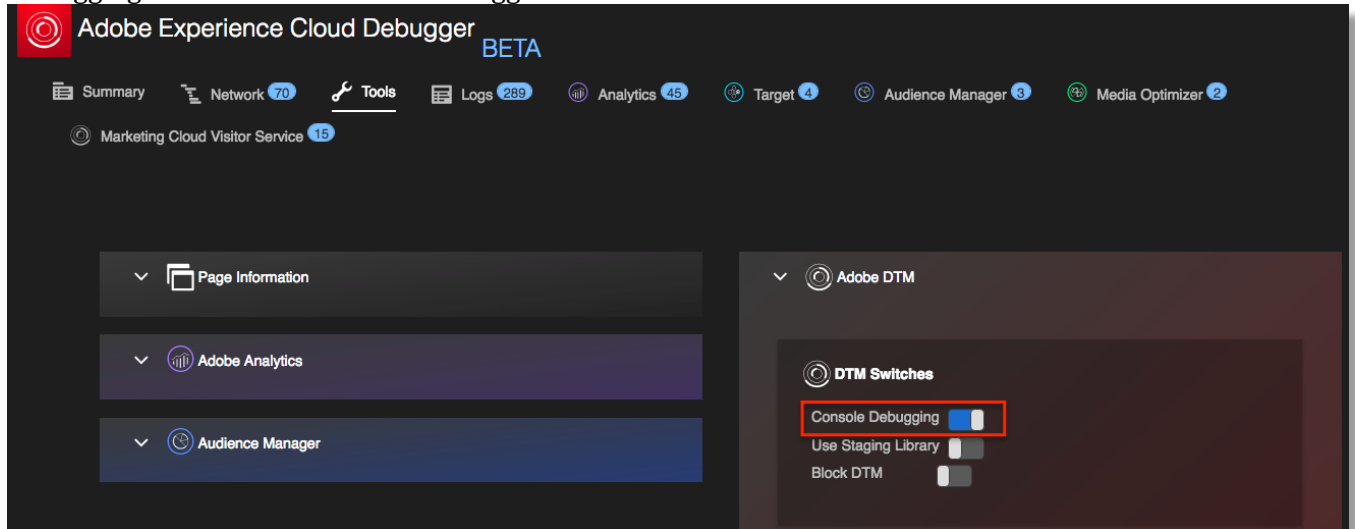 Adobe Experience Cloud Debugger BETA
Summary Network 70 Tools Logs 289 Analytics 45 Target 4 Audience Manager 3 Media Optimizer 2
Marketing Cloud Visitor Service 15
Page Information
Adobe Analytics
Audience Manager
Adobe DTM
DTM Switches
Console Debugging
Use Staging Library
Block DTM